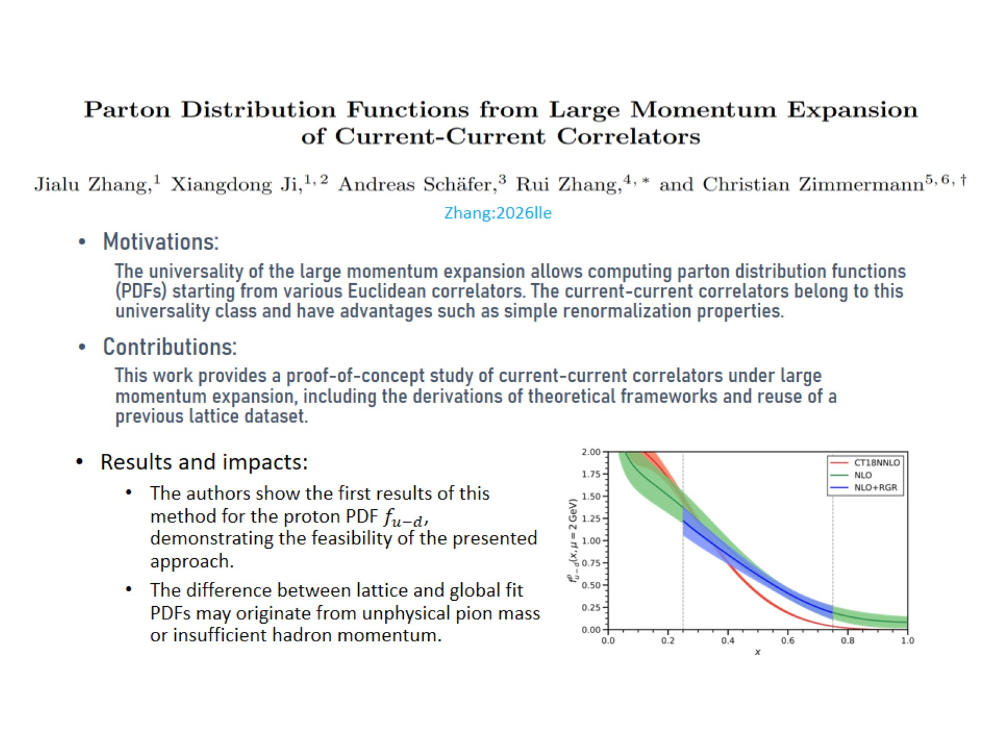 Parton Distribution Functions from Large Momentum Expansion
of Current-Current Correlators
Jialu Zhang,¹ Xiangdong Ji,¹,² Andreas Schäfer,³ Rui Zhang,⁴,* and Christian Zimmermann⁵,⁶,†
Zhang:2026lle
• Motivations:
The universality of the large momentum expansion allows computing parton distribution functions
(PDFs) starting from various Euclidean correlators. The current-current correlators belong to this
universality class and have advantages such as simple renormalization properties.
• Contributions:
This work provides a proof-of-concept study of current-current correlators under large
momentum expansion, including the derivations of theoretical frameworks and reuse of a
previous lattice dataset.
• Results and impacts:
• The authors show the first results of this
method for the proton PDF f_{u−d},
demonstrating the feasibility of the presented
approach.
• The difference between lattice and global fit
PDFs may originate from unphysical pion mass
or insufficient hadron momentum.
2.00
1.75
1.50
1.25
1.00
0.75
0.50
0.25
0.00
f^p_{u−d}(x, μ = 2 GeV)
CT18NNLO
NLO
NLO+RGR
0.0 0.2 0.4 0.6 0.8 1.0
x